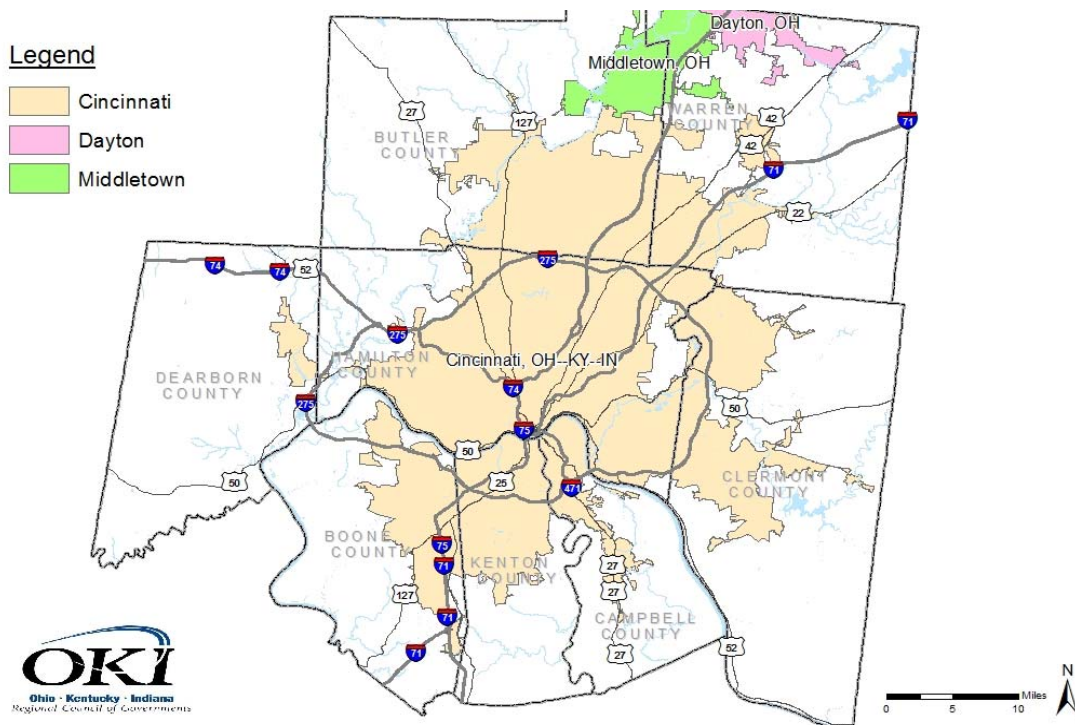 Legend
Cincinnati
Dayton
Middletown
Dayton, OH
Middletown, OH
27
127
BUTLER
COUNTY
WARREN
COUNTY
42
42
71
71
22
74
74
52
275
275
HAMILTON
COUNTY
Cincinnati, OH--KY--IN
DEARBORN
COUNTY
74
275
50
75
50
50
25
471
CLERMONT
COUNTY
BOONE
COUNTY
75
71
KENTON
COUNTY
27
27
127
71
CAMPBELL
COUNTY
71
27
52
OKI
Ohio · Kentucky · Indiana
Regional Council of Governments
N
Miles
0 5 10